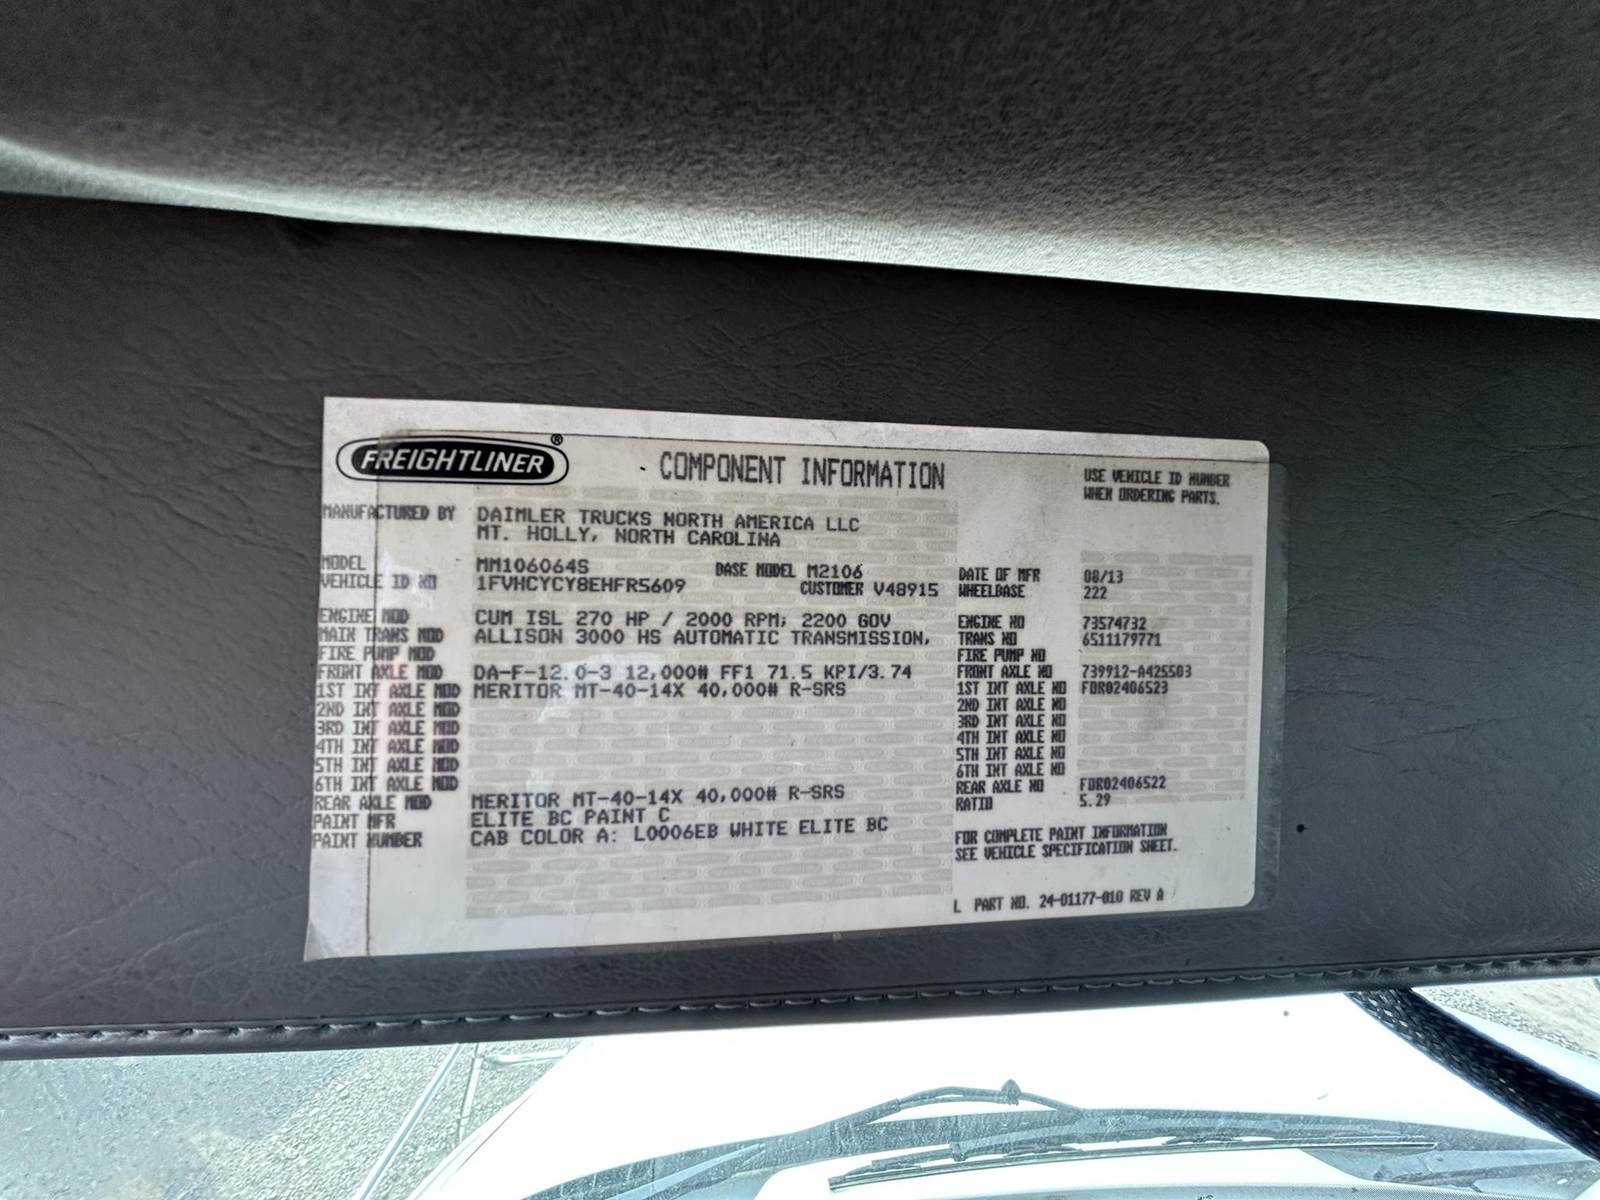 FREIGHTLINER ®
COMPONENT INFORMATION
USE VEHICLE ID NUMBER
WHEN ORDERING PARTS.
MANUFACTURED BY DAIMLER TRUCKS NORTH AMERICA LLC
MT. HOLLY, NORTH CAROLINA
MODEL MM106064S BASE MODEL M2106
VEHICLE ID NO 1FVHCYCY8EHFR5609 CUSTOMER V48915
ENGINE MOD CUM ISL 270 HP / 2000 RPM; 2200 GOV
MAIN TRANS MOD ALLISON 3000 HS AUTOMATIC TRANSMISSION,
FIRE PUMP MOD
FRONT AXLE MOD DA-F-12.0-3 12,000# FF1 71.5 KPI/3.74
1ST INT AXLE MOD MERITOR MT-40-14X 40,000# R-SRS
2ND INT AXLE MOD
3RD INT AXLE MOD
4TH INT AXLE MOD
5TH INT AXLE MOD
6TH INT AXLE MOD
REAR AXLE MOD MERITOR MT-40-14X 40,000# R-SRS
PAINT MFR ELITE BC PAINT C
PAINT NUMBER CAB COLOR A: L0006EB WHITE ELITE BC
DATE OF MFR 08/13
WHEELBASE 222
ENGINE NO 73574732
TRANS NO 6511179771
FIRE PUMP NO
FRONT AXLE NO 739912-A425503
1ST INT AXLE NO FDR02406523
2ND INT AXLE NO
3RD INT AXLE NO
4TH INT AXLE NO
5TH INT AXLE NO
6TH INT AXLE NO
REAR AXLE NO FDR02406522
RATIO 5.29
FOR COMPLETE PAINT INFORMATION
SEE VEHICLE SPECIFICATION SHEET.
L PART NO. 24-01177-010 REV A